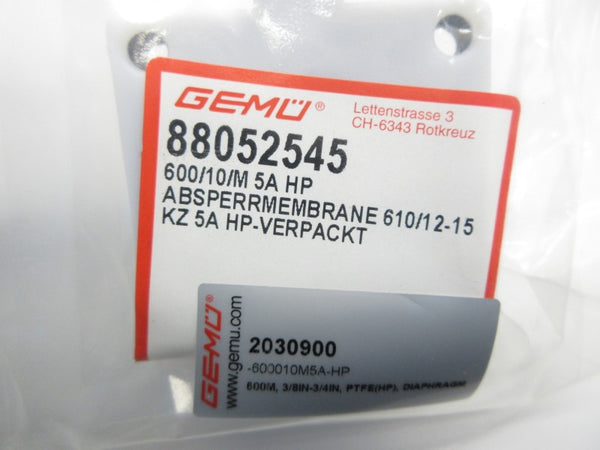 GEMÜ®
Lettenstrasse 3
CH-6343 Rotkreuz
88052545
600/10/M 5A HP
ABSPERRMEMBRANE 610/12-15
KZ 5A HP-VERPACKT
GEMÜ®
www.gemu.com
2030900
-600010M5A-HP
600M, 3/8IN-3/4IN, PTFE(HP), DIAPHRAGM